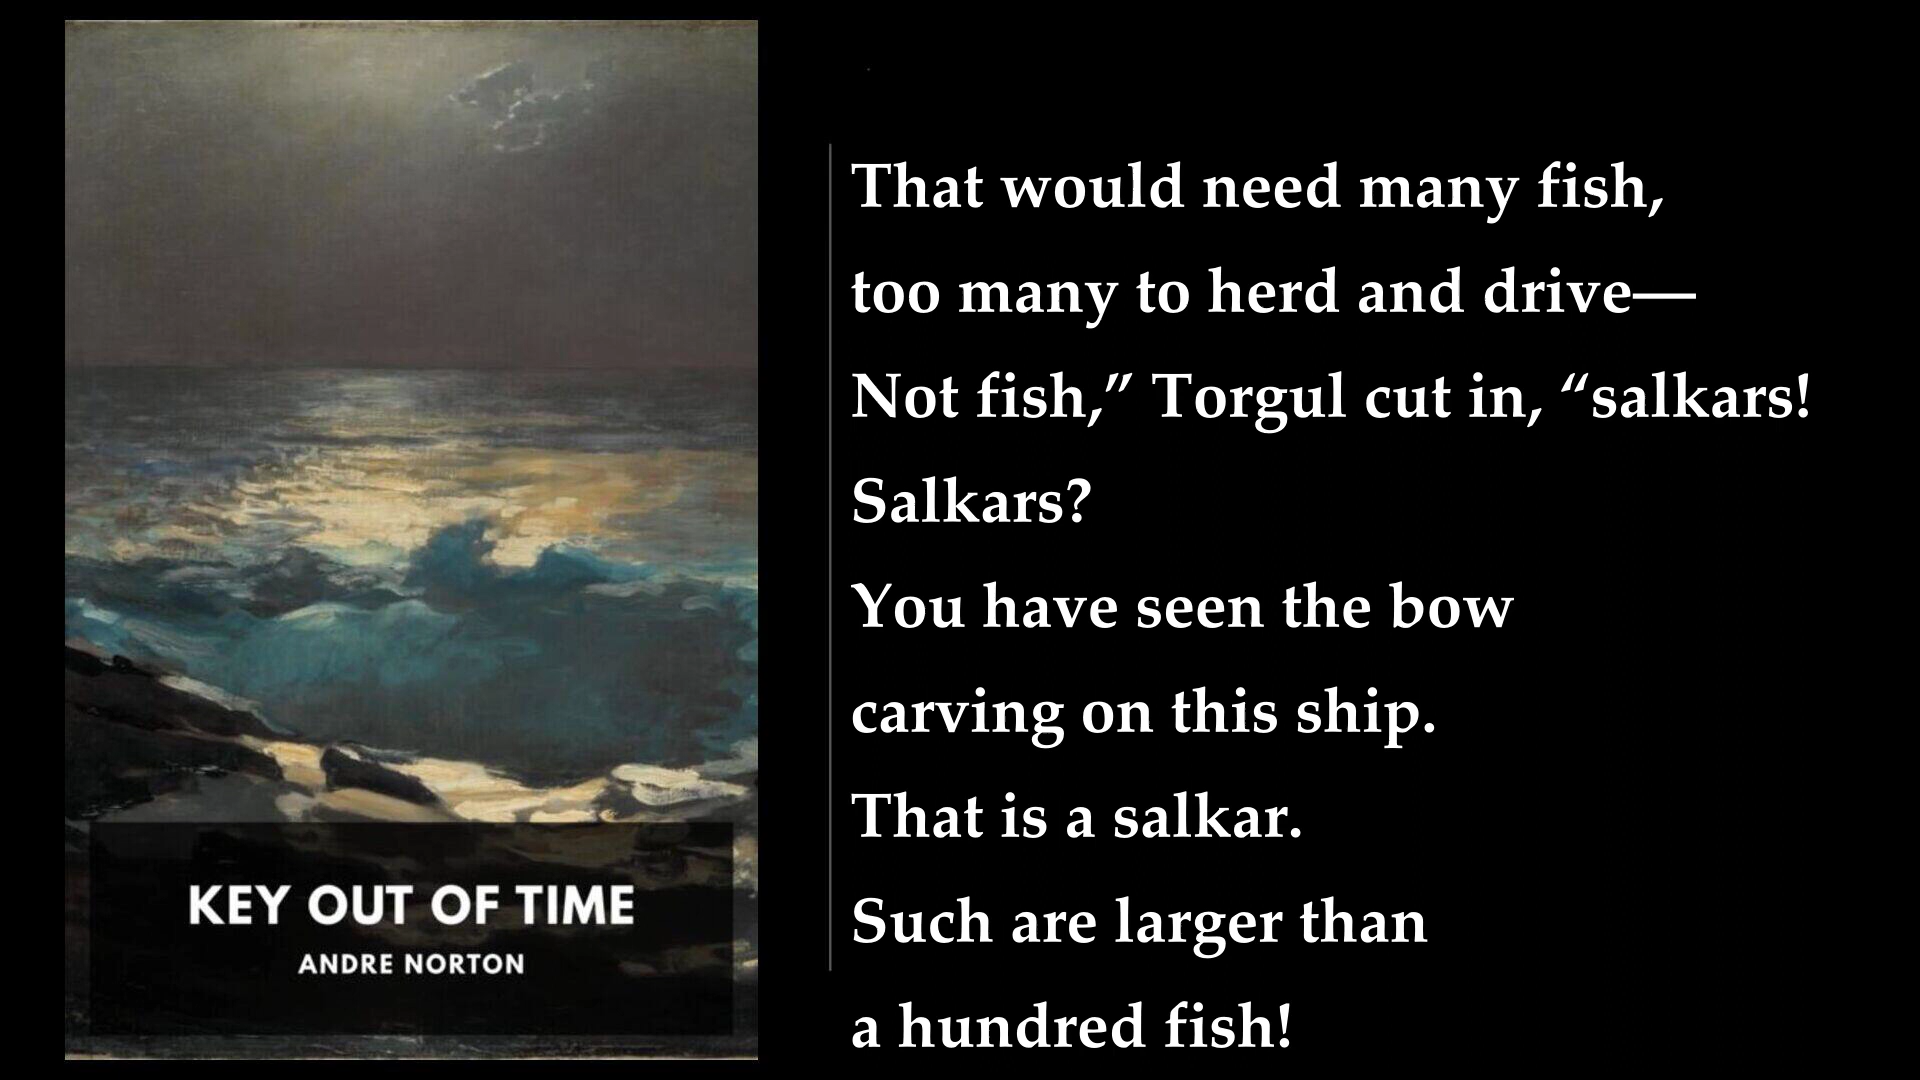 KEY OUT OF TIME
ANDRE NORTON
That would need many fish,
too many to herd and drive—
Not fish,” Torgul cut in, “salkars!
Salkars?
You have seen the bow
carving on this ship.
That is a salkar.
Such are larger than
a hundred fish!